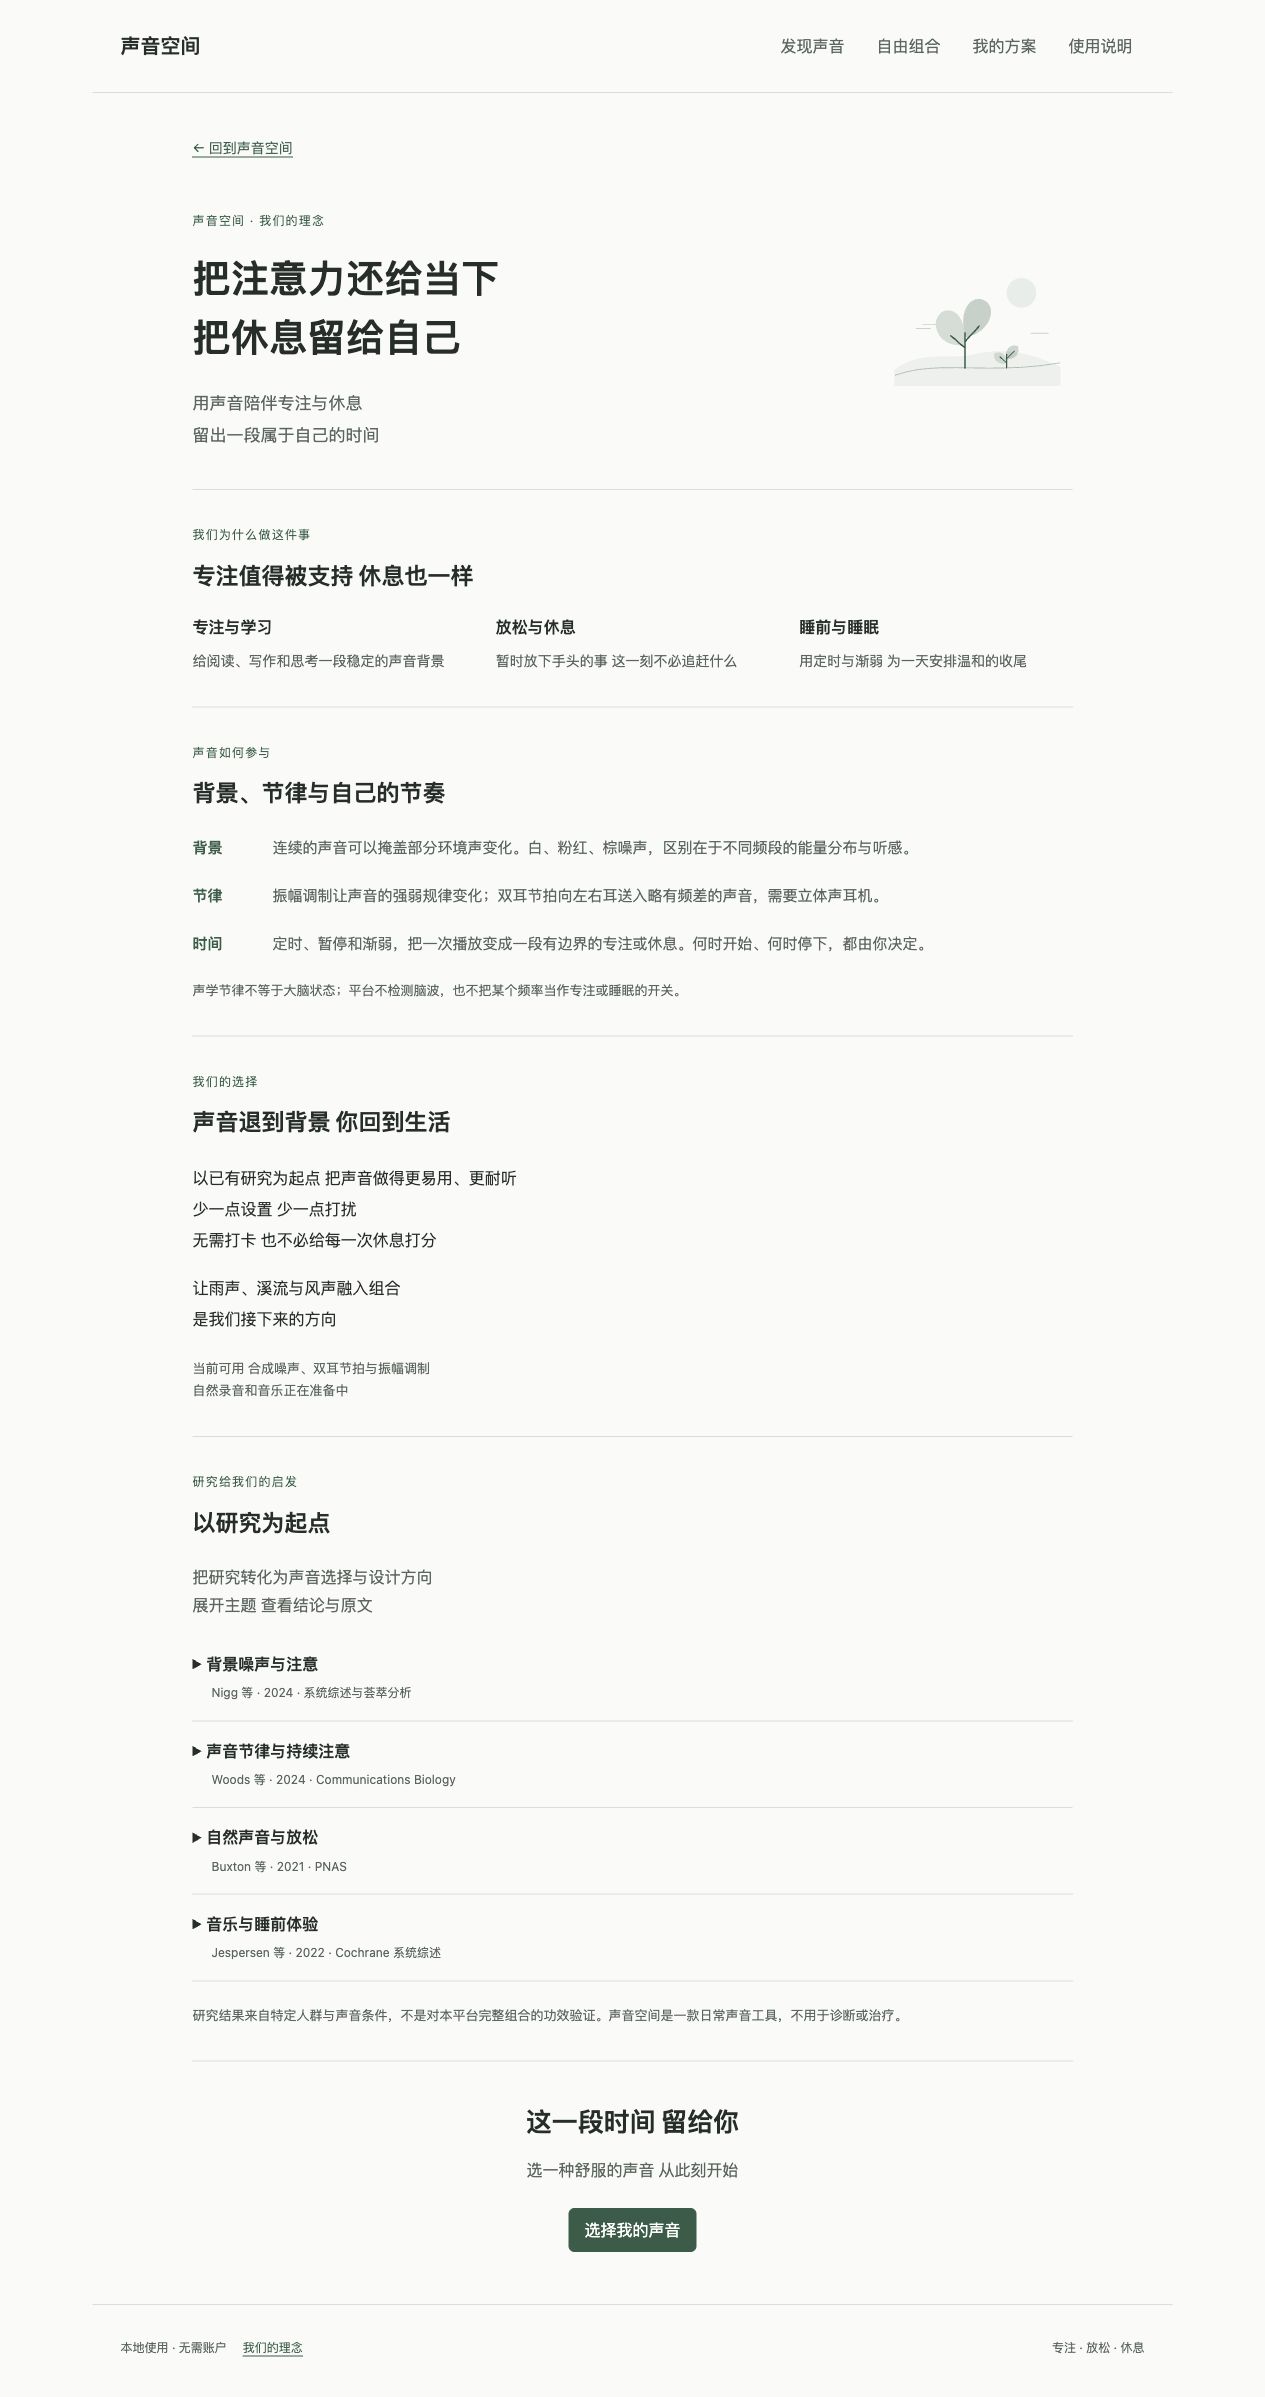 声音空间
发现声音 自由组合 我的方案 使用说明
← 回到声音空间
声音空间 · 我们的理念
把注意力还给当下
把休息留给自己
用声音陪伴专注与休息
留出一段属于自己的时间
我们为什么做这件事
专注值得被支持 休息也一样
专注与学习
给阅读、写作和思考一段稳定的声音背景
放松与休息
暂时放下手头的事 这一刻不必追赶什么
睡前与睡眠
用定时与渐弱 为一天安排温和的收尾
声音如何参与
背景、节律与自己的节奏
背景 连续的声音可以掩盖部分环境声变化。白、粉红、棕噪声，区别在于不同频段的能量分布与听感。
节律 振幅调制让声音的强弱规律变化；双耳节拍向左右耳送入略有频差的声音，需要立体声耳机。
时间 定时、暂停和渐弱，把一次播放变成一段有边界的专注或休息。何时开始、何时停下，都由你决定。
声学节律不等于大脑状态；平台不检测脑波，也不把某个频率当作专注或睡眠的开关。
我们的选择
声音退到背景 你回到生活
以已有研究为起点 把声音做得更易用、更耐听
少一点设置 少一点打扰
无需打卡 也不必给每一次休息打分
让雨声、溪流与风声融入组合
是我们接下来的方向
当前可用 合成噪声、双耳节拍与振幅调制
自然录音和音乐正在准备中
研究给我们的启发
以研究为起点
把研究转化为声音选择与设计方向
展开主题 查看结论与原文
▶ 背景噪声与注意
Nigg 等 · 2024 · 系统综述与荟萃分析
▶ 声音节律与持续注意
Woods 等 · 2024 · Communications Biology
▶ 自然声音与放松
Buxton 等 · 2021 · PNAS
▶ 音乐与睡前体验
Jespersen 等 · 2022 · Cochrane 系统综述
研究结果来自特定人群与声音条件，不是对本平台完整组合的功效验证。声音空间是一款日常声音工具，不用于诊断或治疗。
这一段时间 留给你
选一种舒服的声音 从此刻开始
选择我的声音
本地使用 · 无需账户 我们的理念
专注 · 放松 · 休息